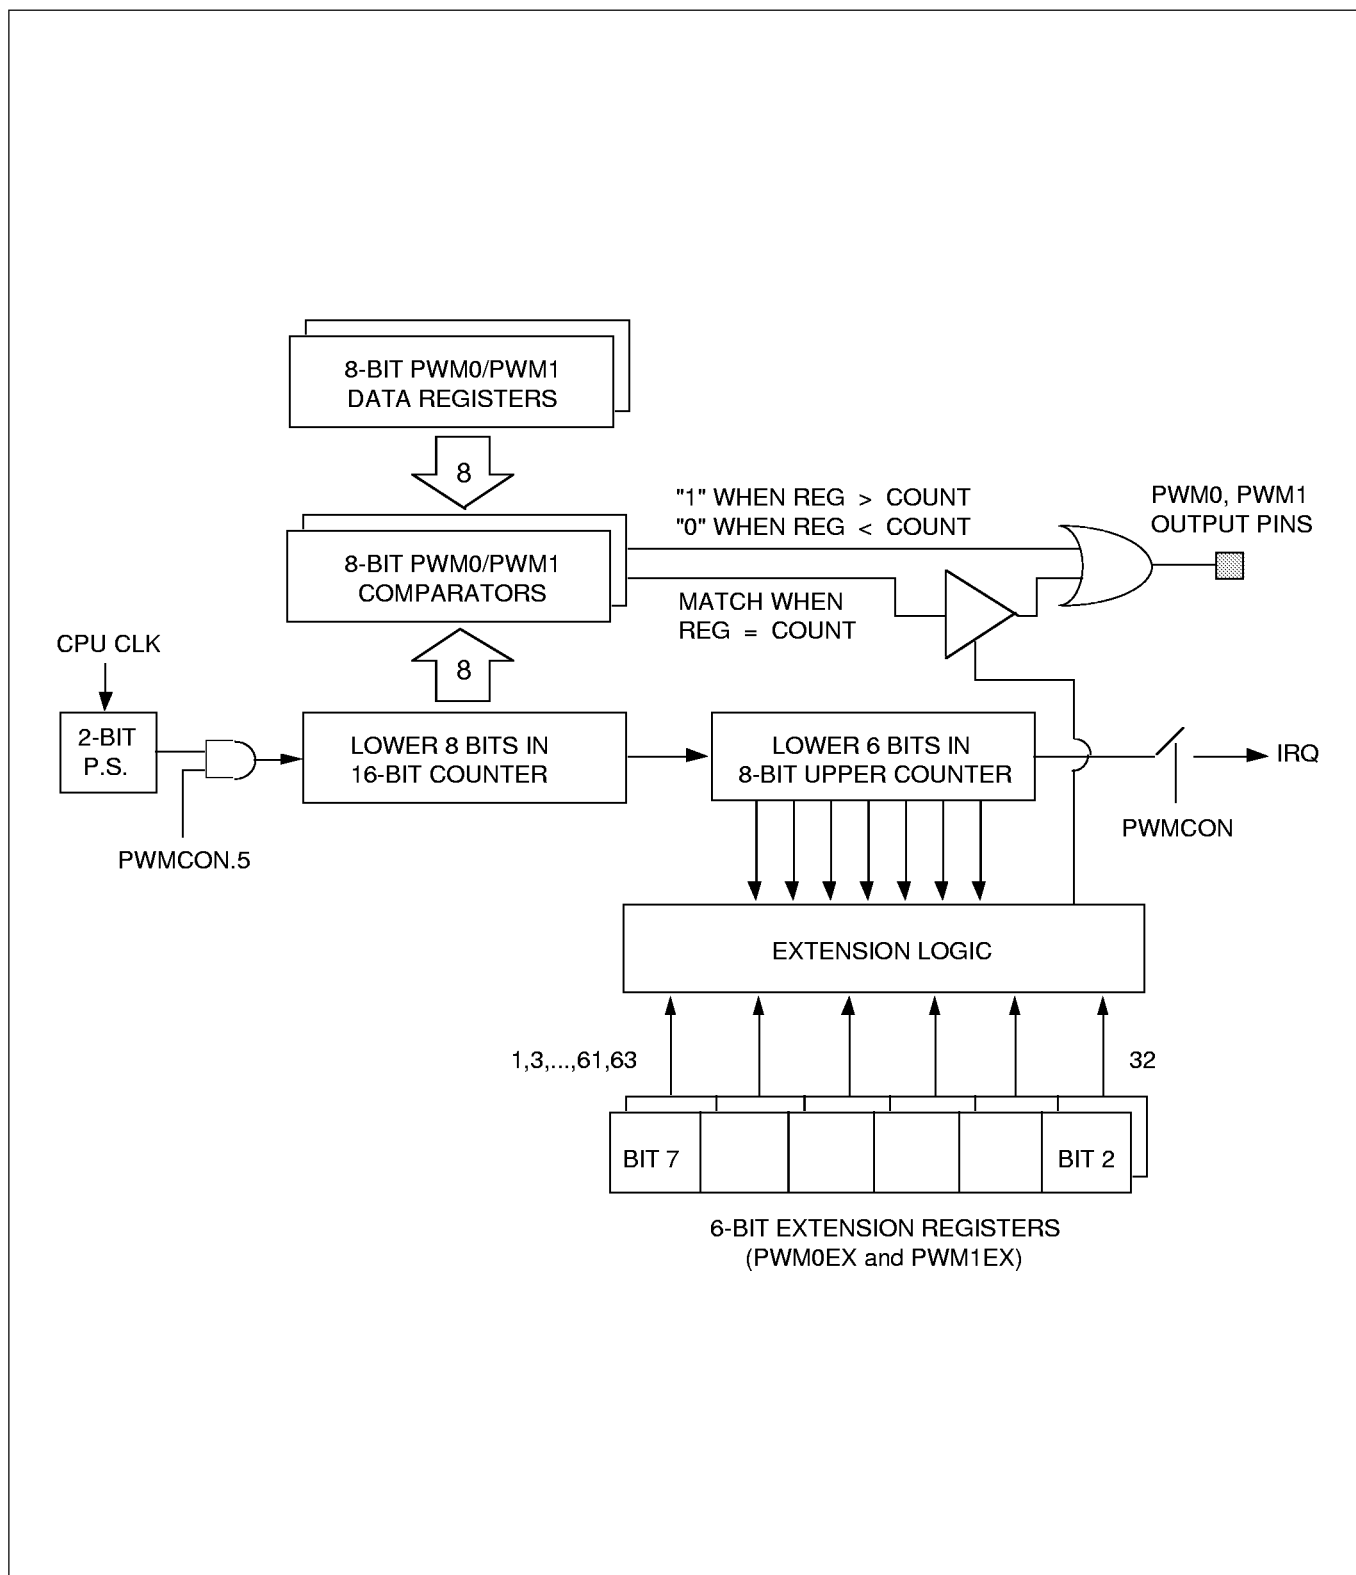 8-BIT PWM0/PWM1
DATA REGISTERS
8
"1" WHEN REG > COUNT
"0" WHEN REG < COUNT
PWM0, PWM1
OUTPUT PINS
8-BIT PWM0/PWM1
COMPARATORS
MATCH WHEN
REG = COUNT
CPU CLK
8
2-BIT
P.S.
LOWER 8 BITS IN
16-BIT COUNTER
LOWER 6 BITS IN
8-BIT UPPER COUNTER
IRQ
PWMCON
PWMCON.5
EXTENSION LOGIC
1,3,...,61,63
32
BIT 7
BIT 2
6-BIT EXTENSION REGISTERS
(PWM0EX and PWM1EX)